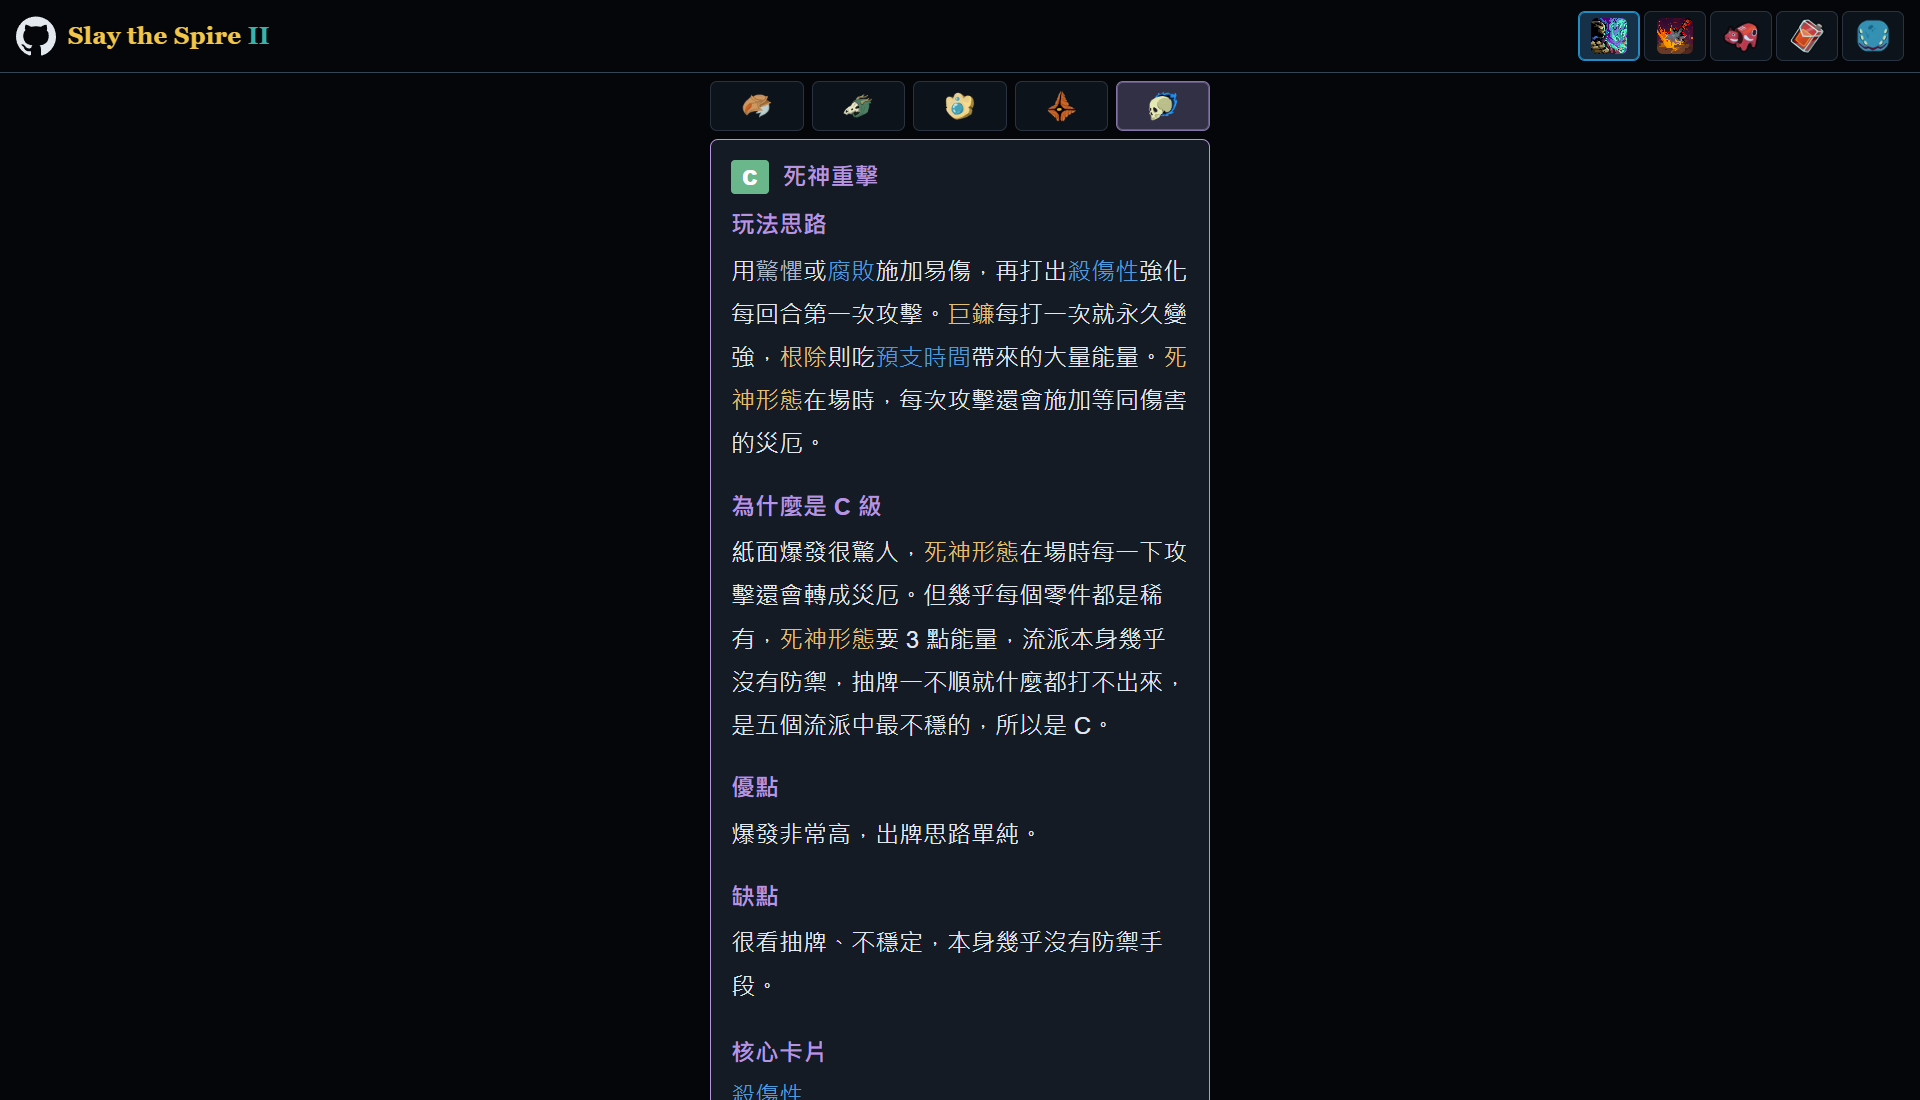 Slay the Spire II
C 死神重擊
玩法思路
用驚懼或腐敗施加易傷，再打出殺傷性強化
每回合第一次攻擊。巨鐮每打一次就永久變
強，根除則吃預支時間帶來的大量能量。死
神形態在場時，每次攻擊還會施加等同傷害
的災厄。
為什麼是 C 級
紙面爆發很驚人，死神形態在場時每一下攻
擊還會轉成災厄。但幾乎每個零件都是稀
有，死神形態要 3 點能量，流派本身幾乎
沒有防禦，抽牌一不順就什麼都打不出來，
是五個流派中最不穩的，所以是 C。
優點
爆發非常高，出牌思路單純。
缺點
很看抽牌、不穩定，本身幾乎沒有防禦手
段。
核心卡片
殺傷性